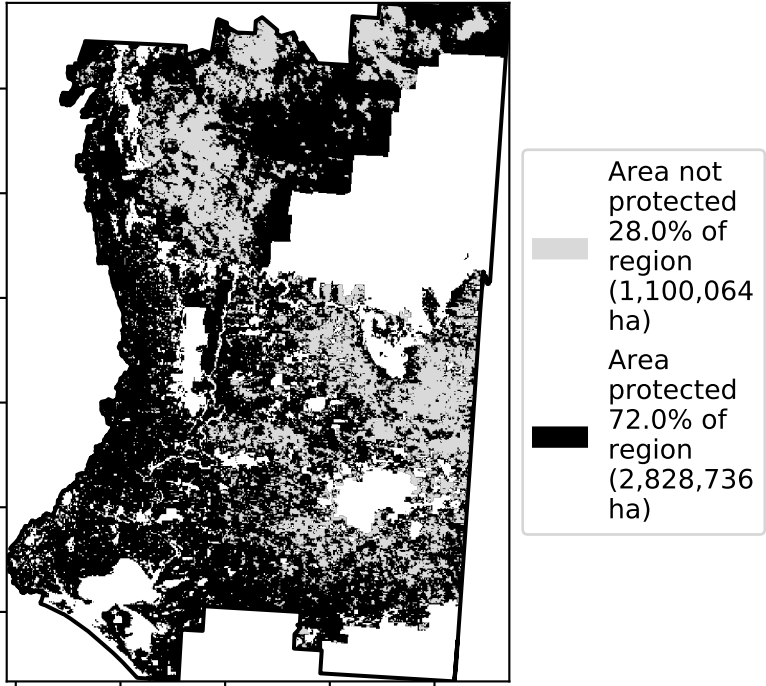 Area not
protected
28.0% of
region
(1,100,064
ha)
Area
protected
72.0% of
region
(2,828,736
ha)